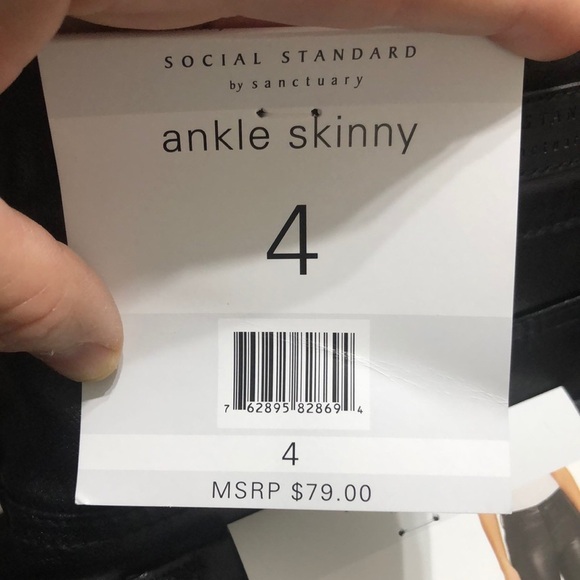 SOCIAL STANDARD
by sanctuary
ankle skinny
4
7 62895 82869 4
4
MSRP $79.00